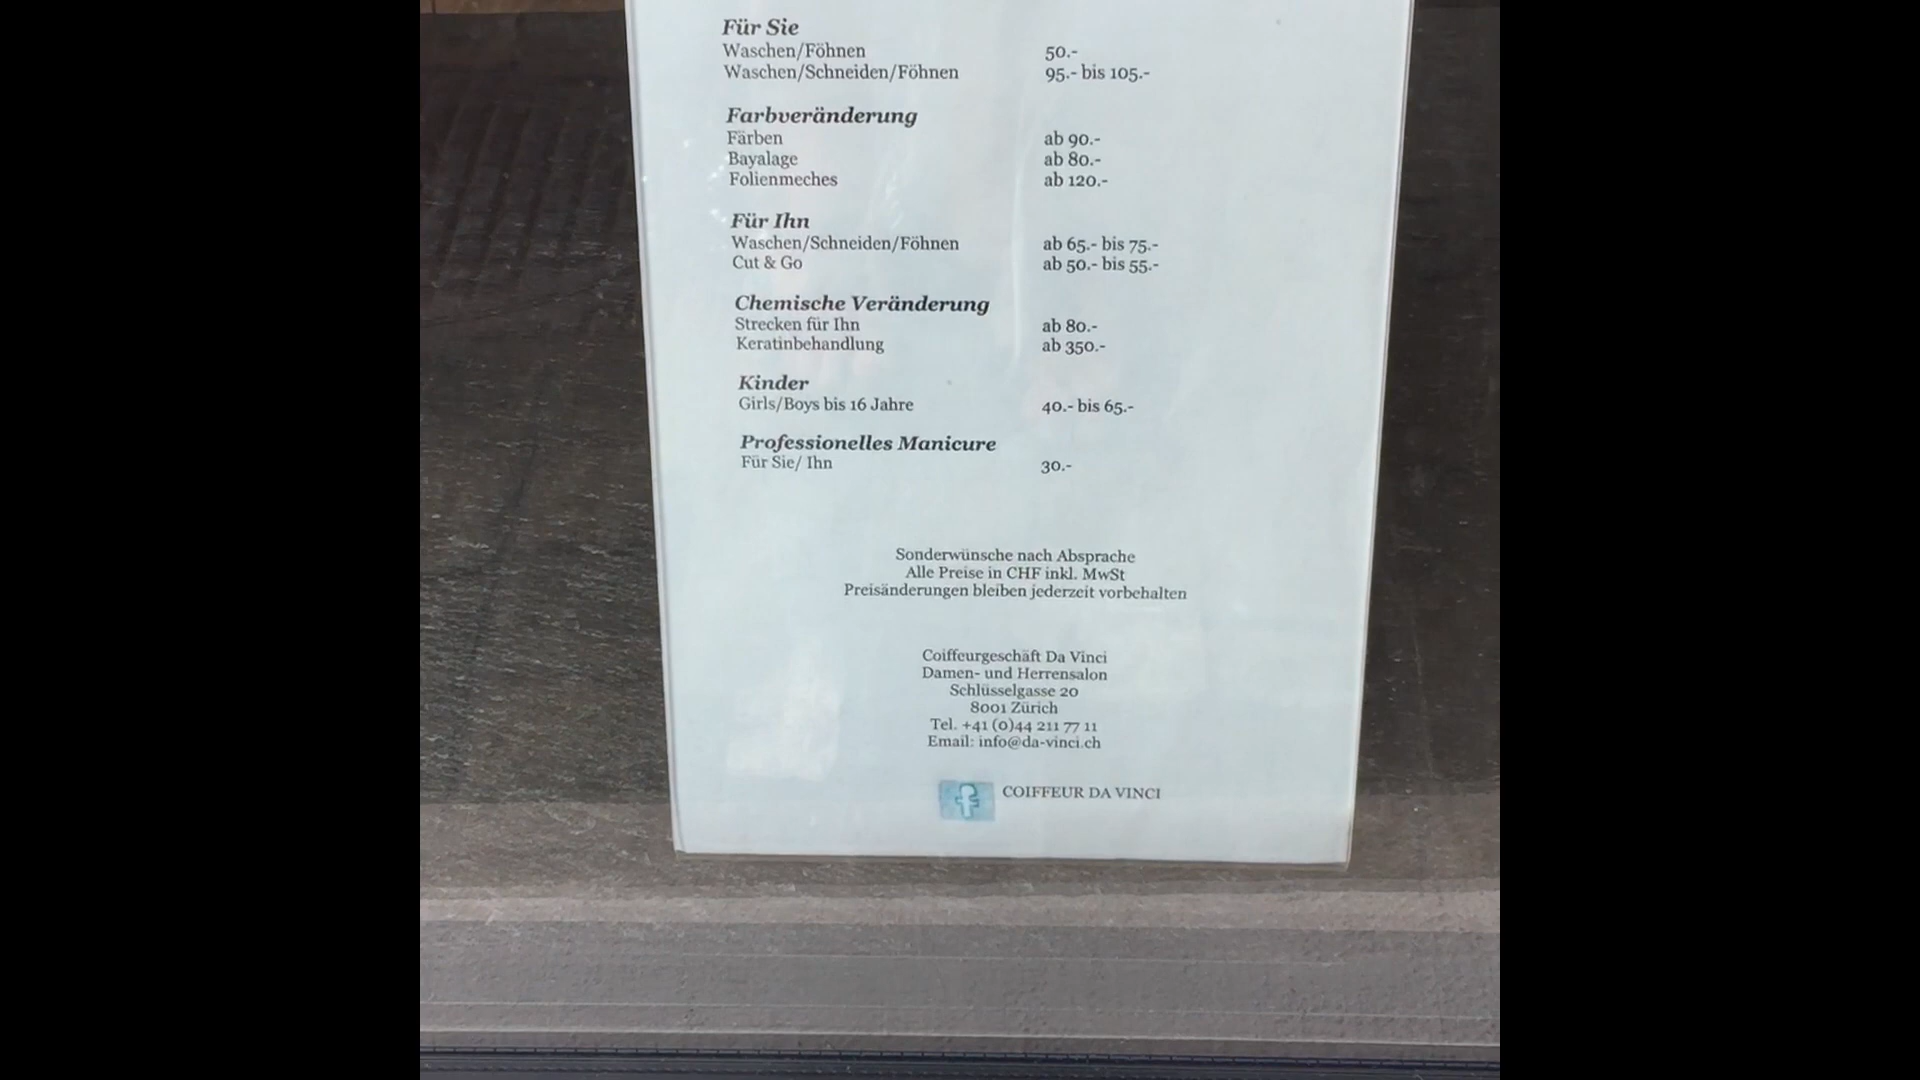 Für Sie
Waschen/Föhnen 50.-
Waschen/Schneiden/Föhnen 95.- bis 105.-
Farbveränderung
Färben ab 90.-
Bayalage ab 80.-
Folienmeches ab 120.-
Für Ihn
Waschen/Schneiden/Föhnen ab 65.- bis 75.-
Cut & Go ab 50.- bis 55.-
Chemische Veränderung
Strecken für Ihn ab 80.-
Keratinbehandlung ab 350.-
Kinder
Girls/Boys bis 16 Jahre 40.- bis 65.-
Professionelles Manicure
Für Sie/ Ihn 30.-
Sonderwünsche nach Absprache
Alle Preise in CHF inkl. MwSt
Preisänderungen bleiben jederzeit vorbehalten
Coiffeurgeschäft Da Vinci
Damen- und Herrensalon
Schlüsselgasse 20
8001 Zürich
Tel. +41 (0)44 211 77 11
Email: info@da-vinci.ch
f COIFFEUR DA VINCI